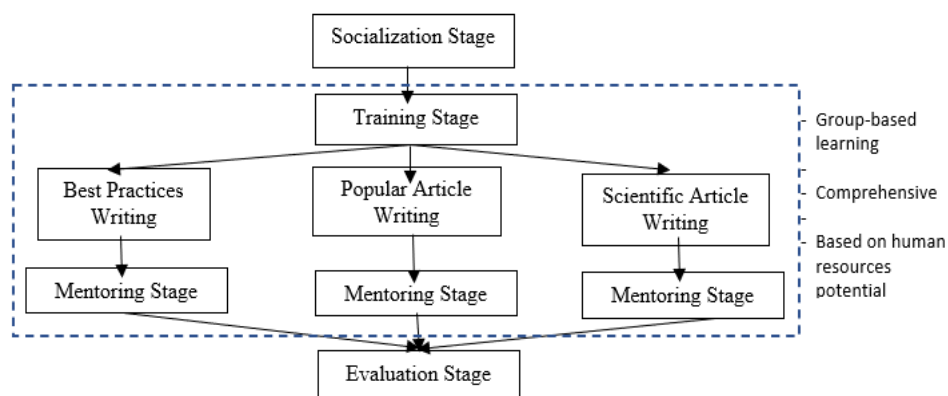 Socialization Stage
Training Stage
Best Practices
Writing
Popular Article
Writing
Scientific Article
Writing
Mentoring Stage
Mentoring Stage
Mentoring Stage
Evaluation Stage
- Group-based
learning
-
- Comprehensive
-
- Based on human
resources
potential